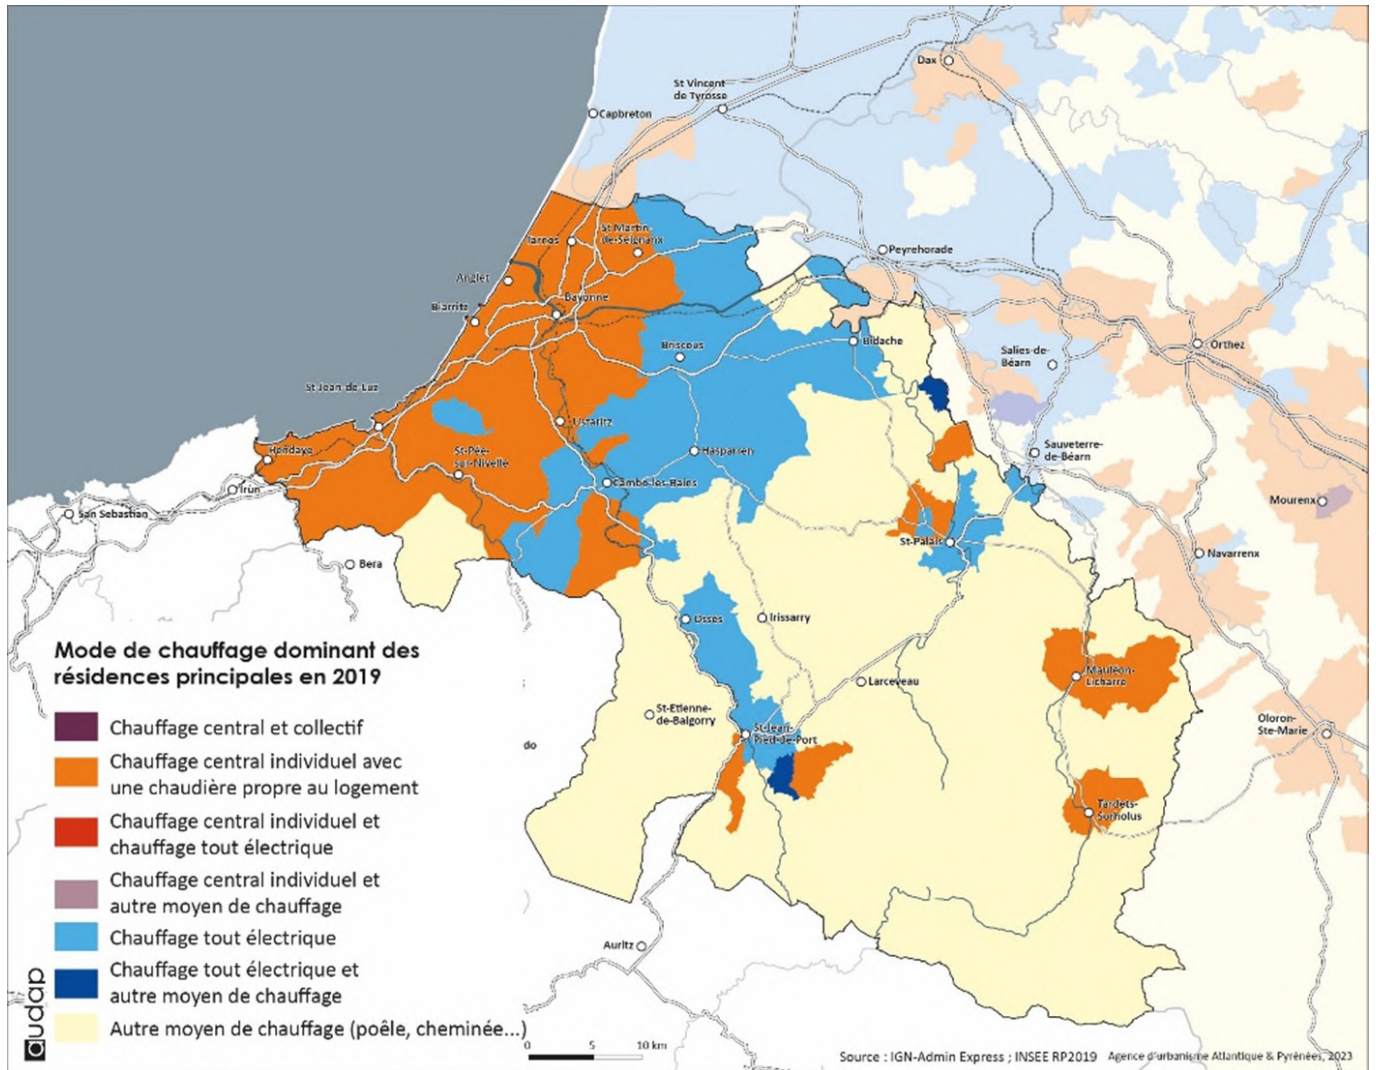 Dax
St Vincent
de Tyrosse
Capbreton
Tarnos
St Martin
de-Seignanx
Peyrehorade
Anglet
Bayonne
Biarritz
Bidache
Briscous
Orthez
Salies-de-
Béarn
St-Jean-de-Luz
Ustaritz
Hendaye
St-Pée-
sur-Nivelle
Hasparren
Sauveterre-
de-Béarn
Irún
Cambo-les-Bains
Mourenx
San Sebastian
St-Palais
Navarrenx
Bera
Osses
Irissarry
Mauléon-
Licharre
Larceveau
St-Etienne-
de-Baïgorry
St-Jean-
Pied-de-Port
Oloron-
Ste-Marie
do
Tardets-
Sorholus
Auritz
Mode de chauffage dominant des
résidences principales en 2019
Chauffage central et collectif
Chauffage central individuel avec
une chaudière propre au logement
Chauffage central individuel et
chauffage tout électrique
Chauffage central individuel et
autre moyen de chauffage
Chauffage tout électrique
Chauffage tout électrique et
autre moyen de chauffage
Autre moyen de chauffage (poêle, cheminée...)
audap
0 5 10 km
Source : IGN-Admin Express ; INSEE RP2019 Agence d'urbanisme Atlantique & Pyrénées, 2023